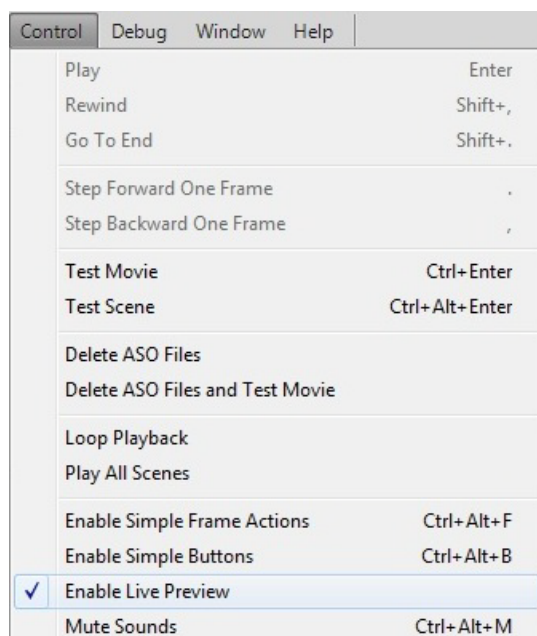 Control Debug Window Help
Play Enter
Rewind Shift+,
Go To End Shift+.
Step Forward One Frame .
Step Backward One Frame ,
Test Movie Ctrl+Enter
Test Scene Ctrl+Alt+Enter
Delete ASO Files
Delete ASO Files and Test Movie
Loop Playback
Play All Scenes
Enable Simple Frame Actions Ctrl+Alt+F
Enable Simple Buttons Ctrl+Alt+B
Enable Live Preview
Mute Sounds Ctrl+Alt+M